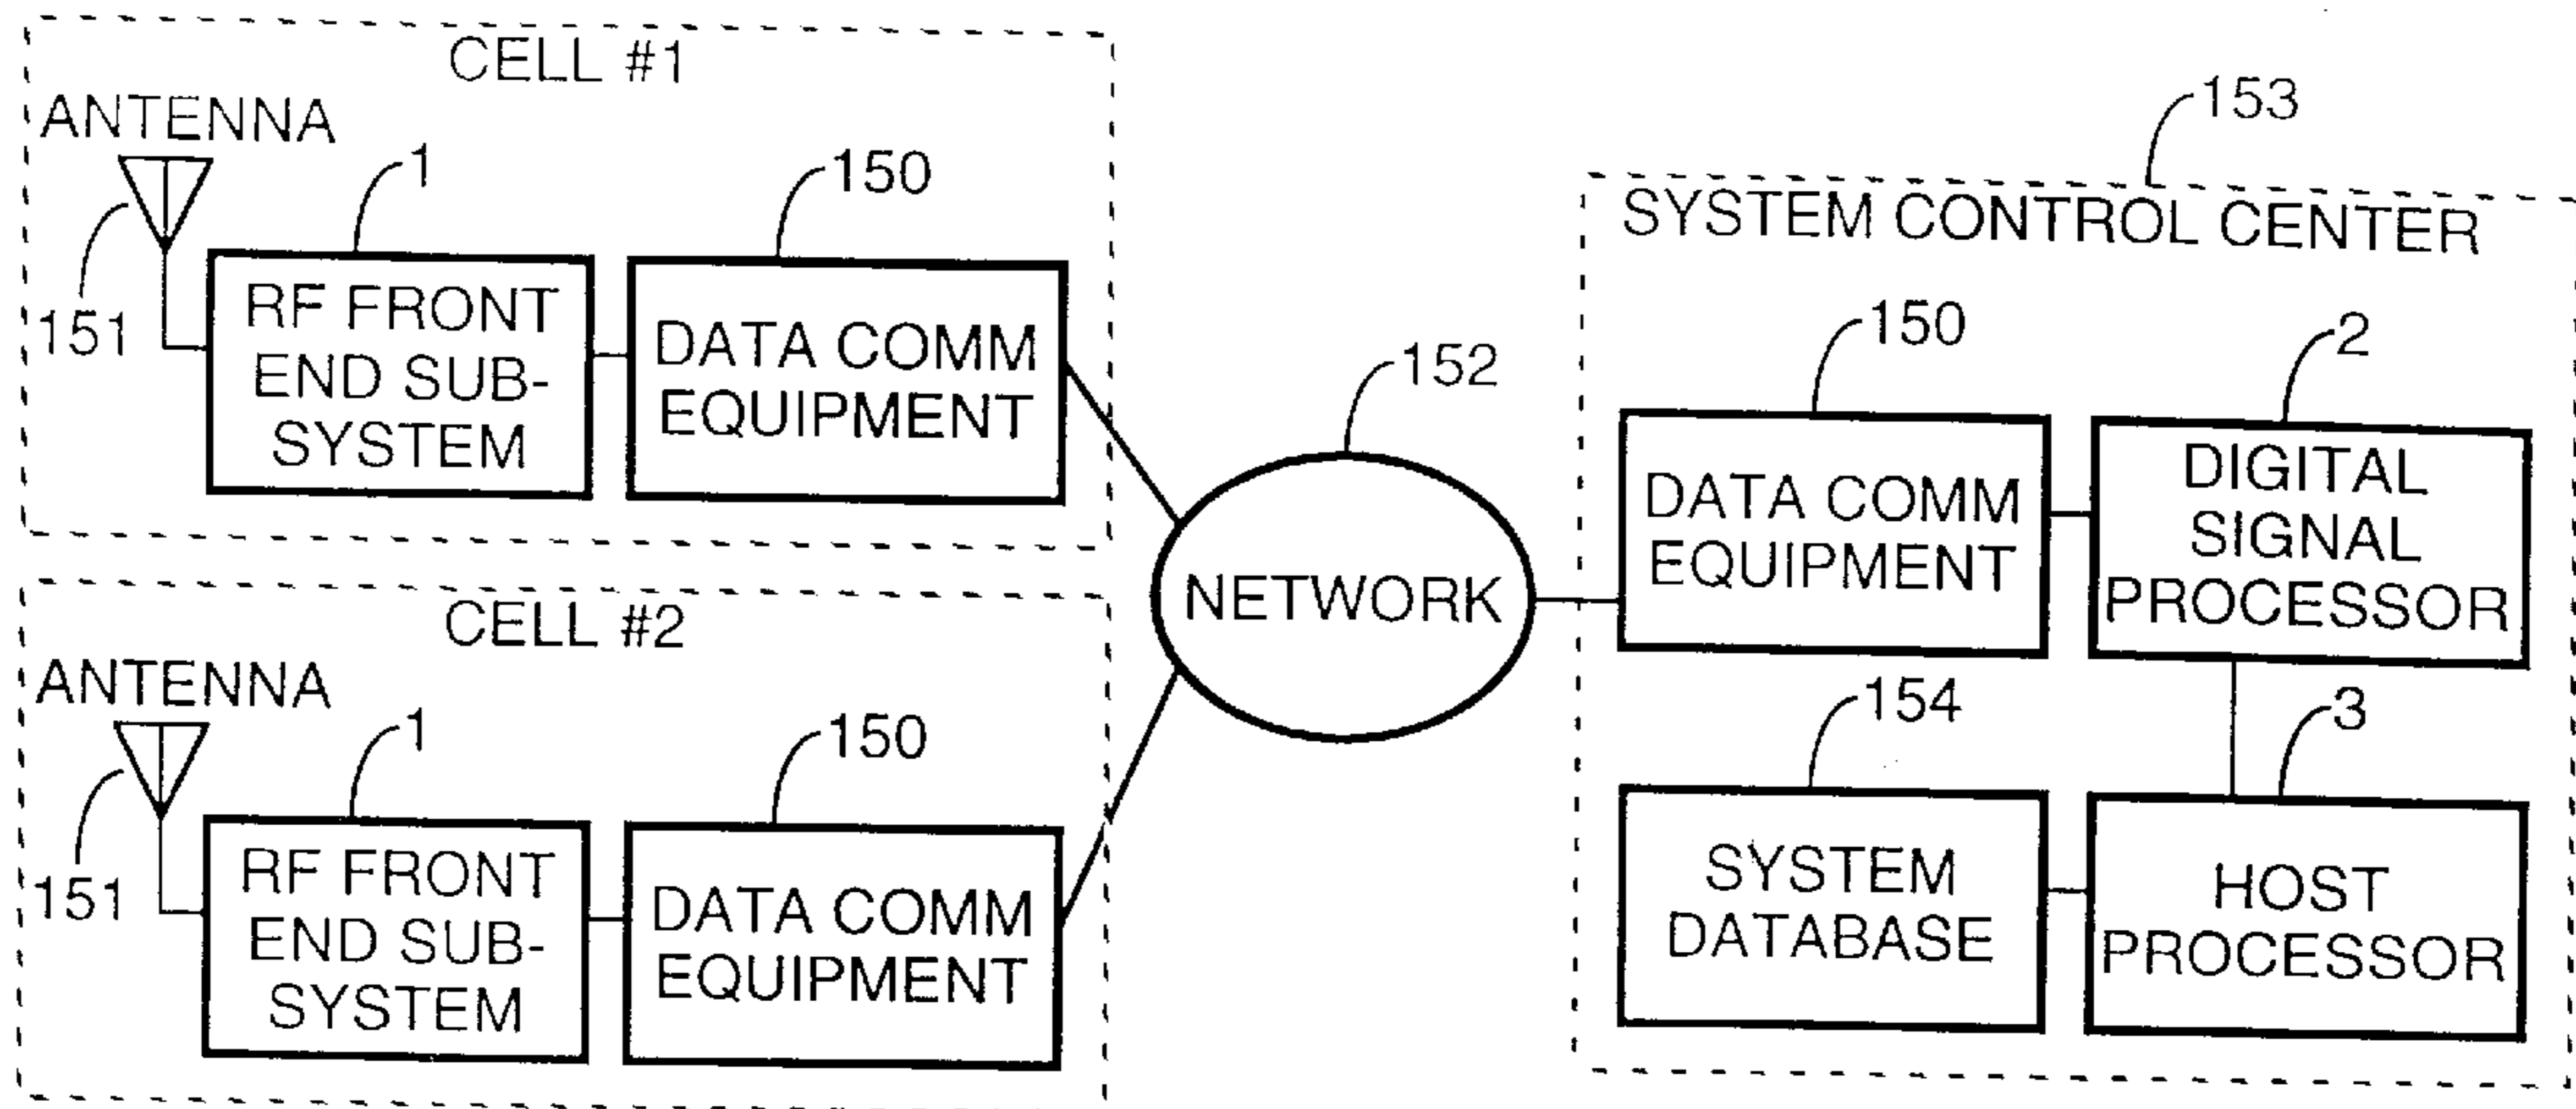 CELL #1
ANTENNA
1
150
151
RF FRONT
END SUB-
SYSTEM
DATA COMM
EQUIPMENT
CELL #2
ANTENNA
1
150
151
RF FRONT
END SUB-
SYSTEM
DATA COMM
EQUIPMENT
152
NETWORK
153
SYSTEM CONTROL CENTER
150
2
DATA COMM
EQUIPMENT
DIGITAL
SIGNAL
PROCESSOR
154
3
SYSTEM
DATABASE
HOST
PROCESSOR